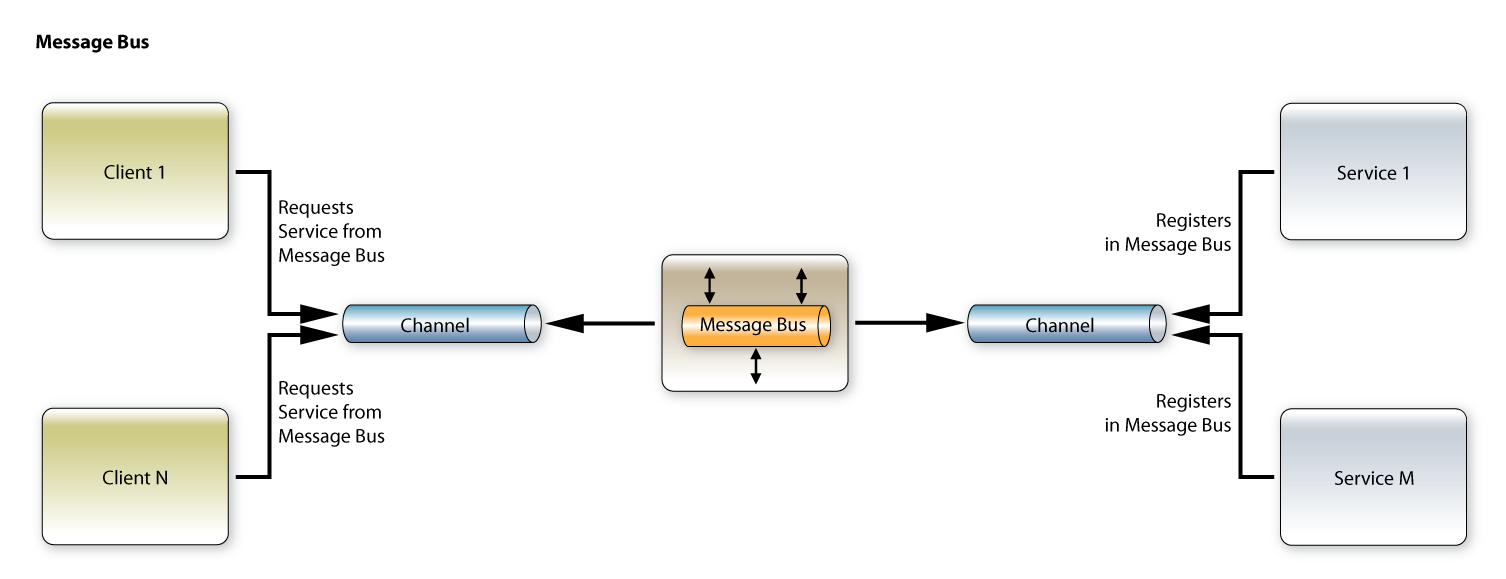 Message Bus
Client 1
Service 1
Requests
Service from
Message Bus
Registers
in Message Bus
Channel
Message Bus
Channel
Requests
Service from
Message Bus
Registers
in Message Bus
Client N
Service M